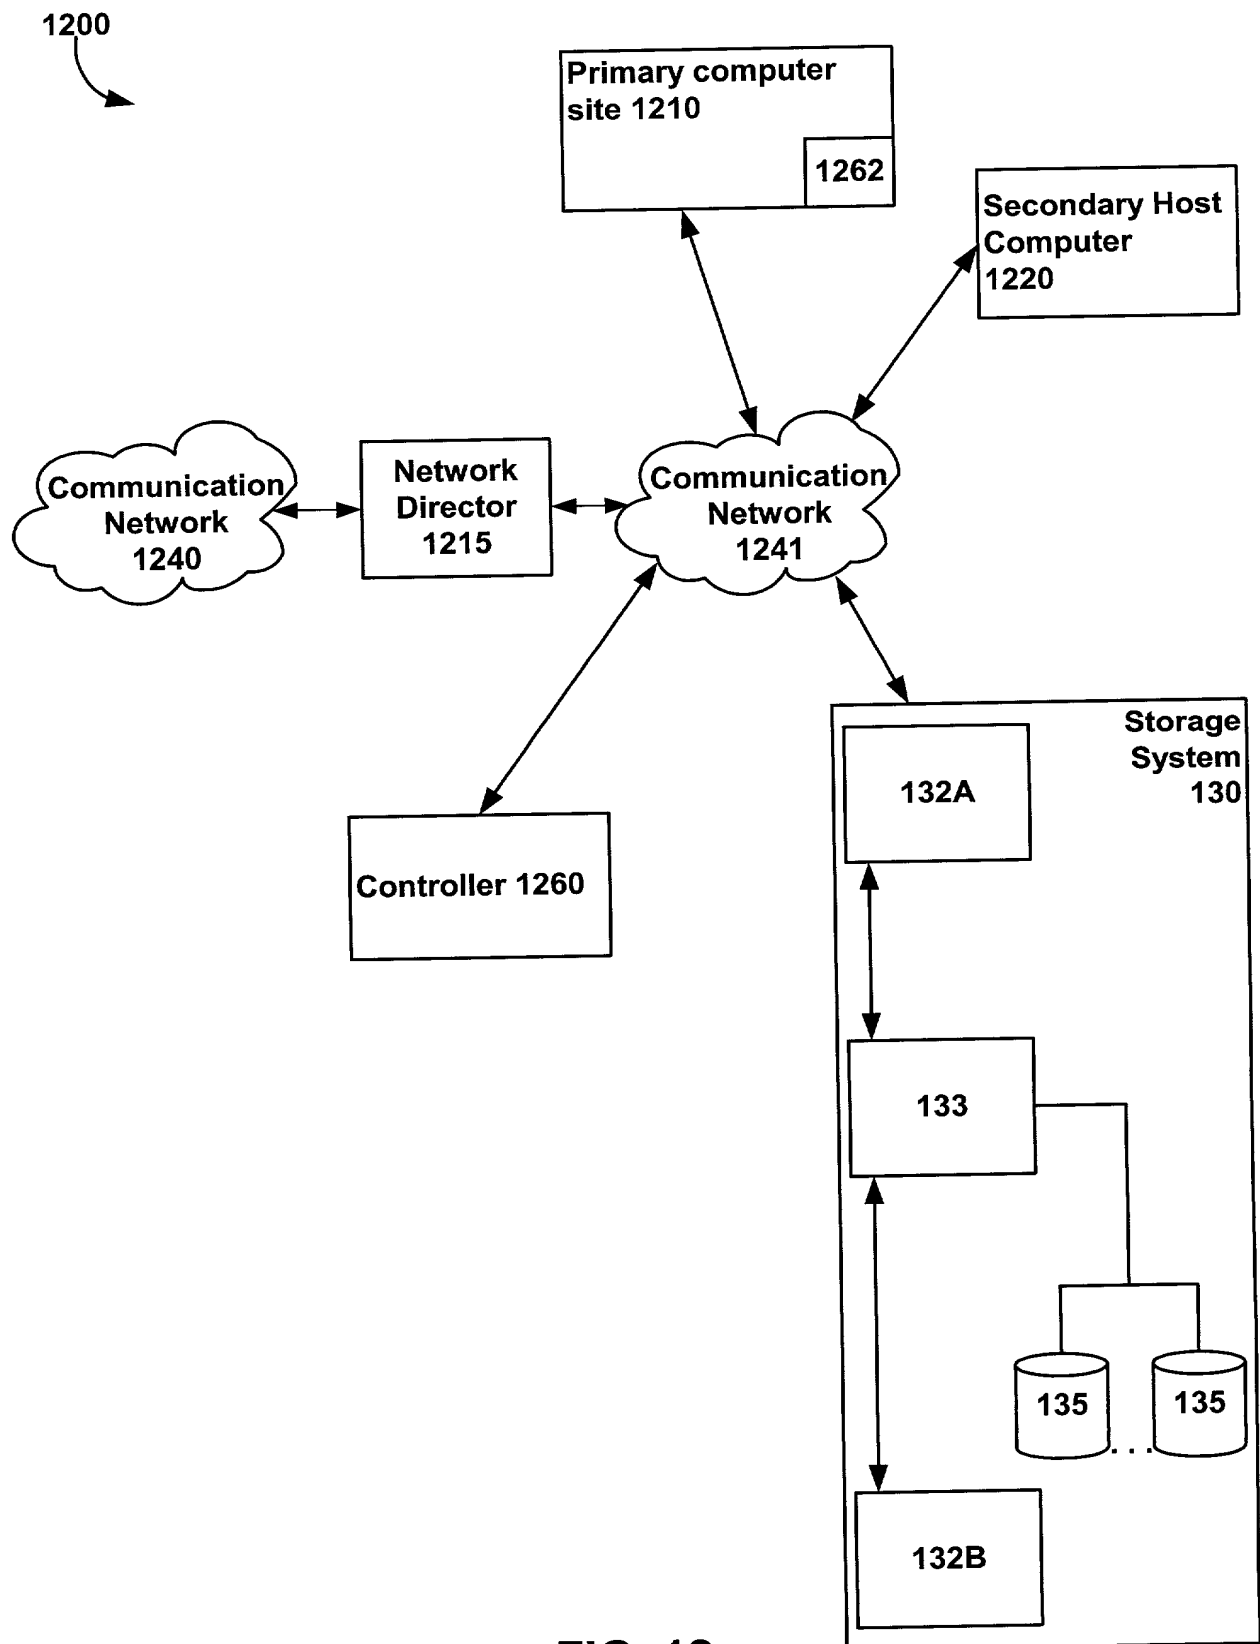 1200
Primary computer
site 1210
1262
Secondary Host
Computer
1220
Communication
Network
1240
Network
Director
1215
Communication
Network
1241
Storage
System
130
132A
Controller 1260
133
135
135
...
132B